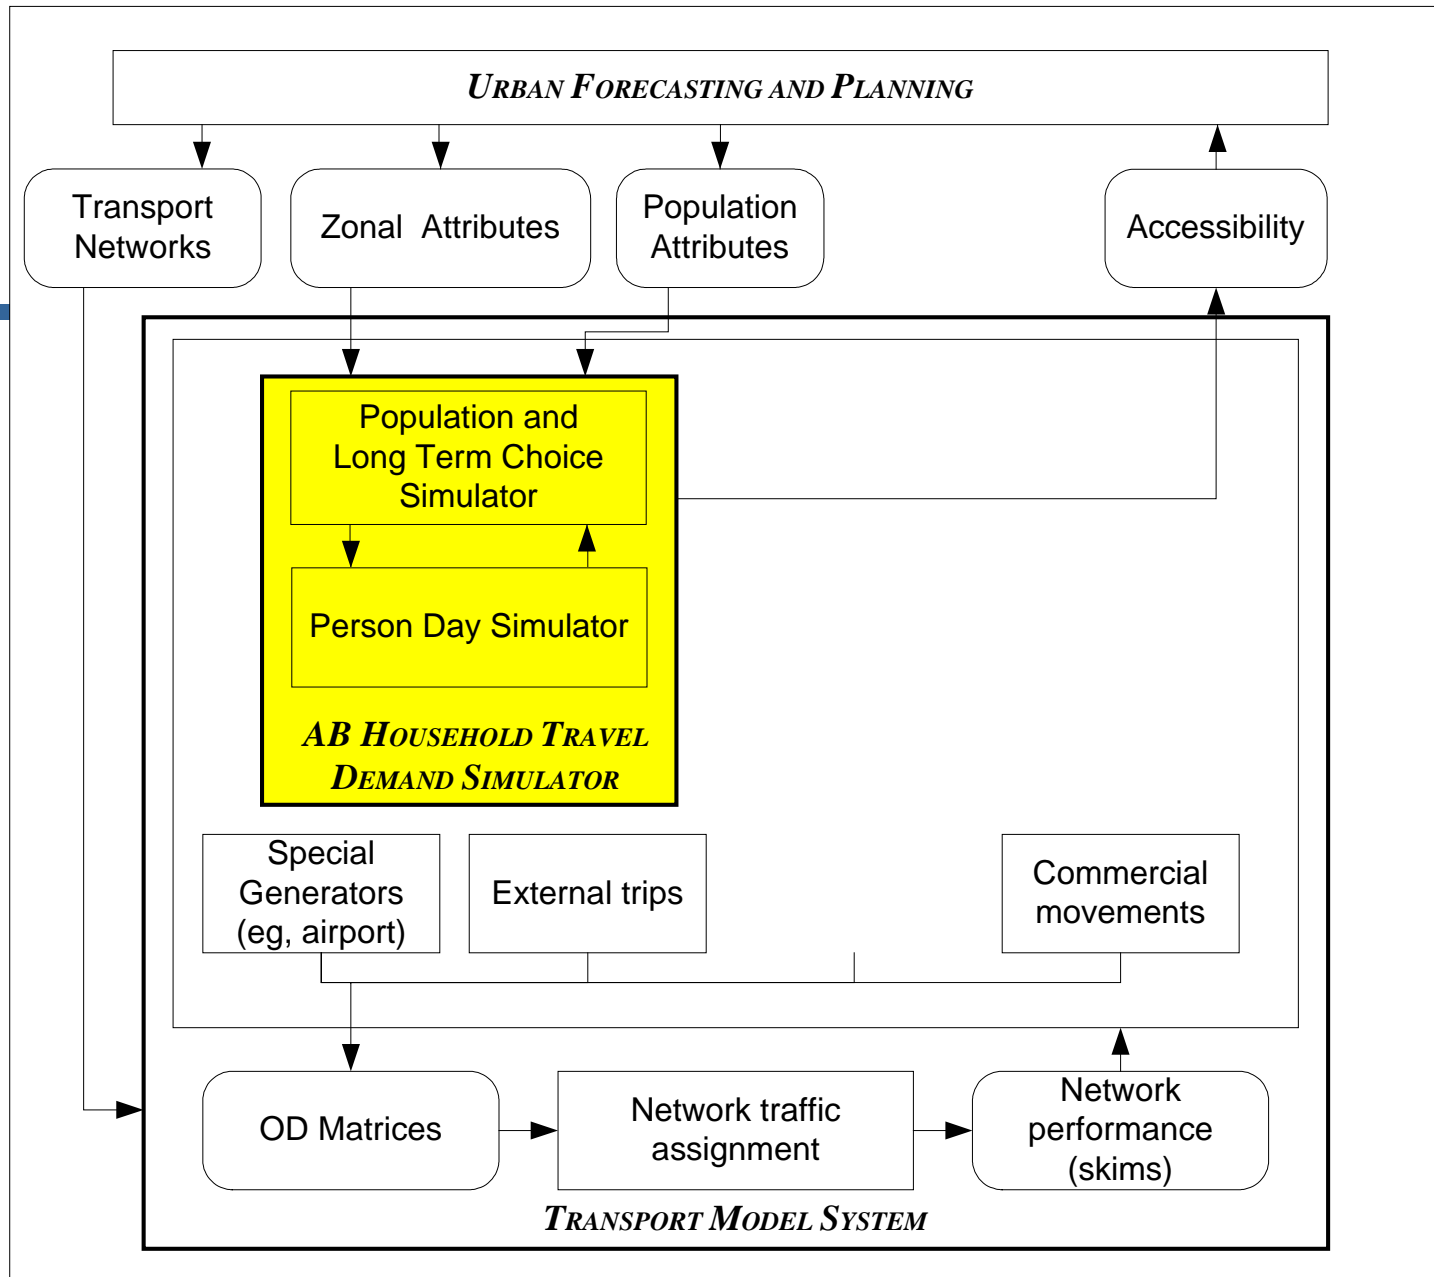 URBAN FORECASTING AND PLANNING
Transport
Networks
Zonal Attributes
Population
Attributes
Accessibility
Population and
Long Term Choice
Simulator
Person Day Simulator
AB HOUSEHOLD TRAVEL
DEMAND SIMULATOR
Special
Generators
(eg, airport)
External trips
Commercial
movements
OD Matrices
Network traffic
assignment
Network
performance
(skims)
TRANSPORT MODEL SYSTEM